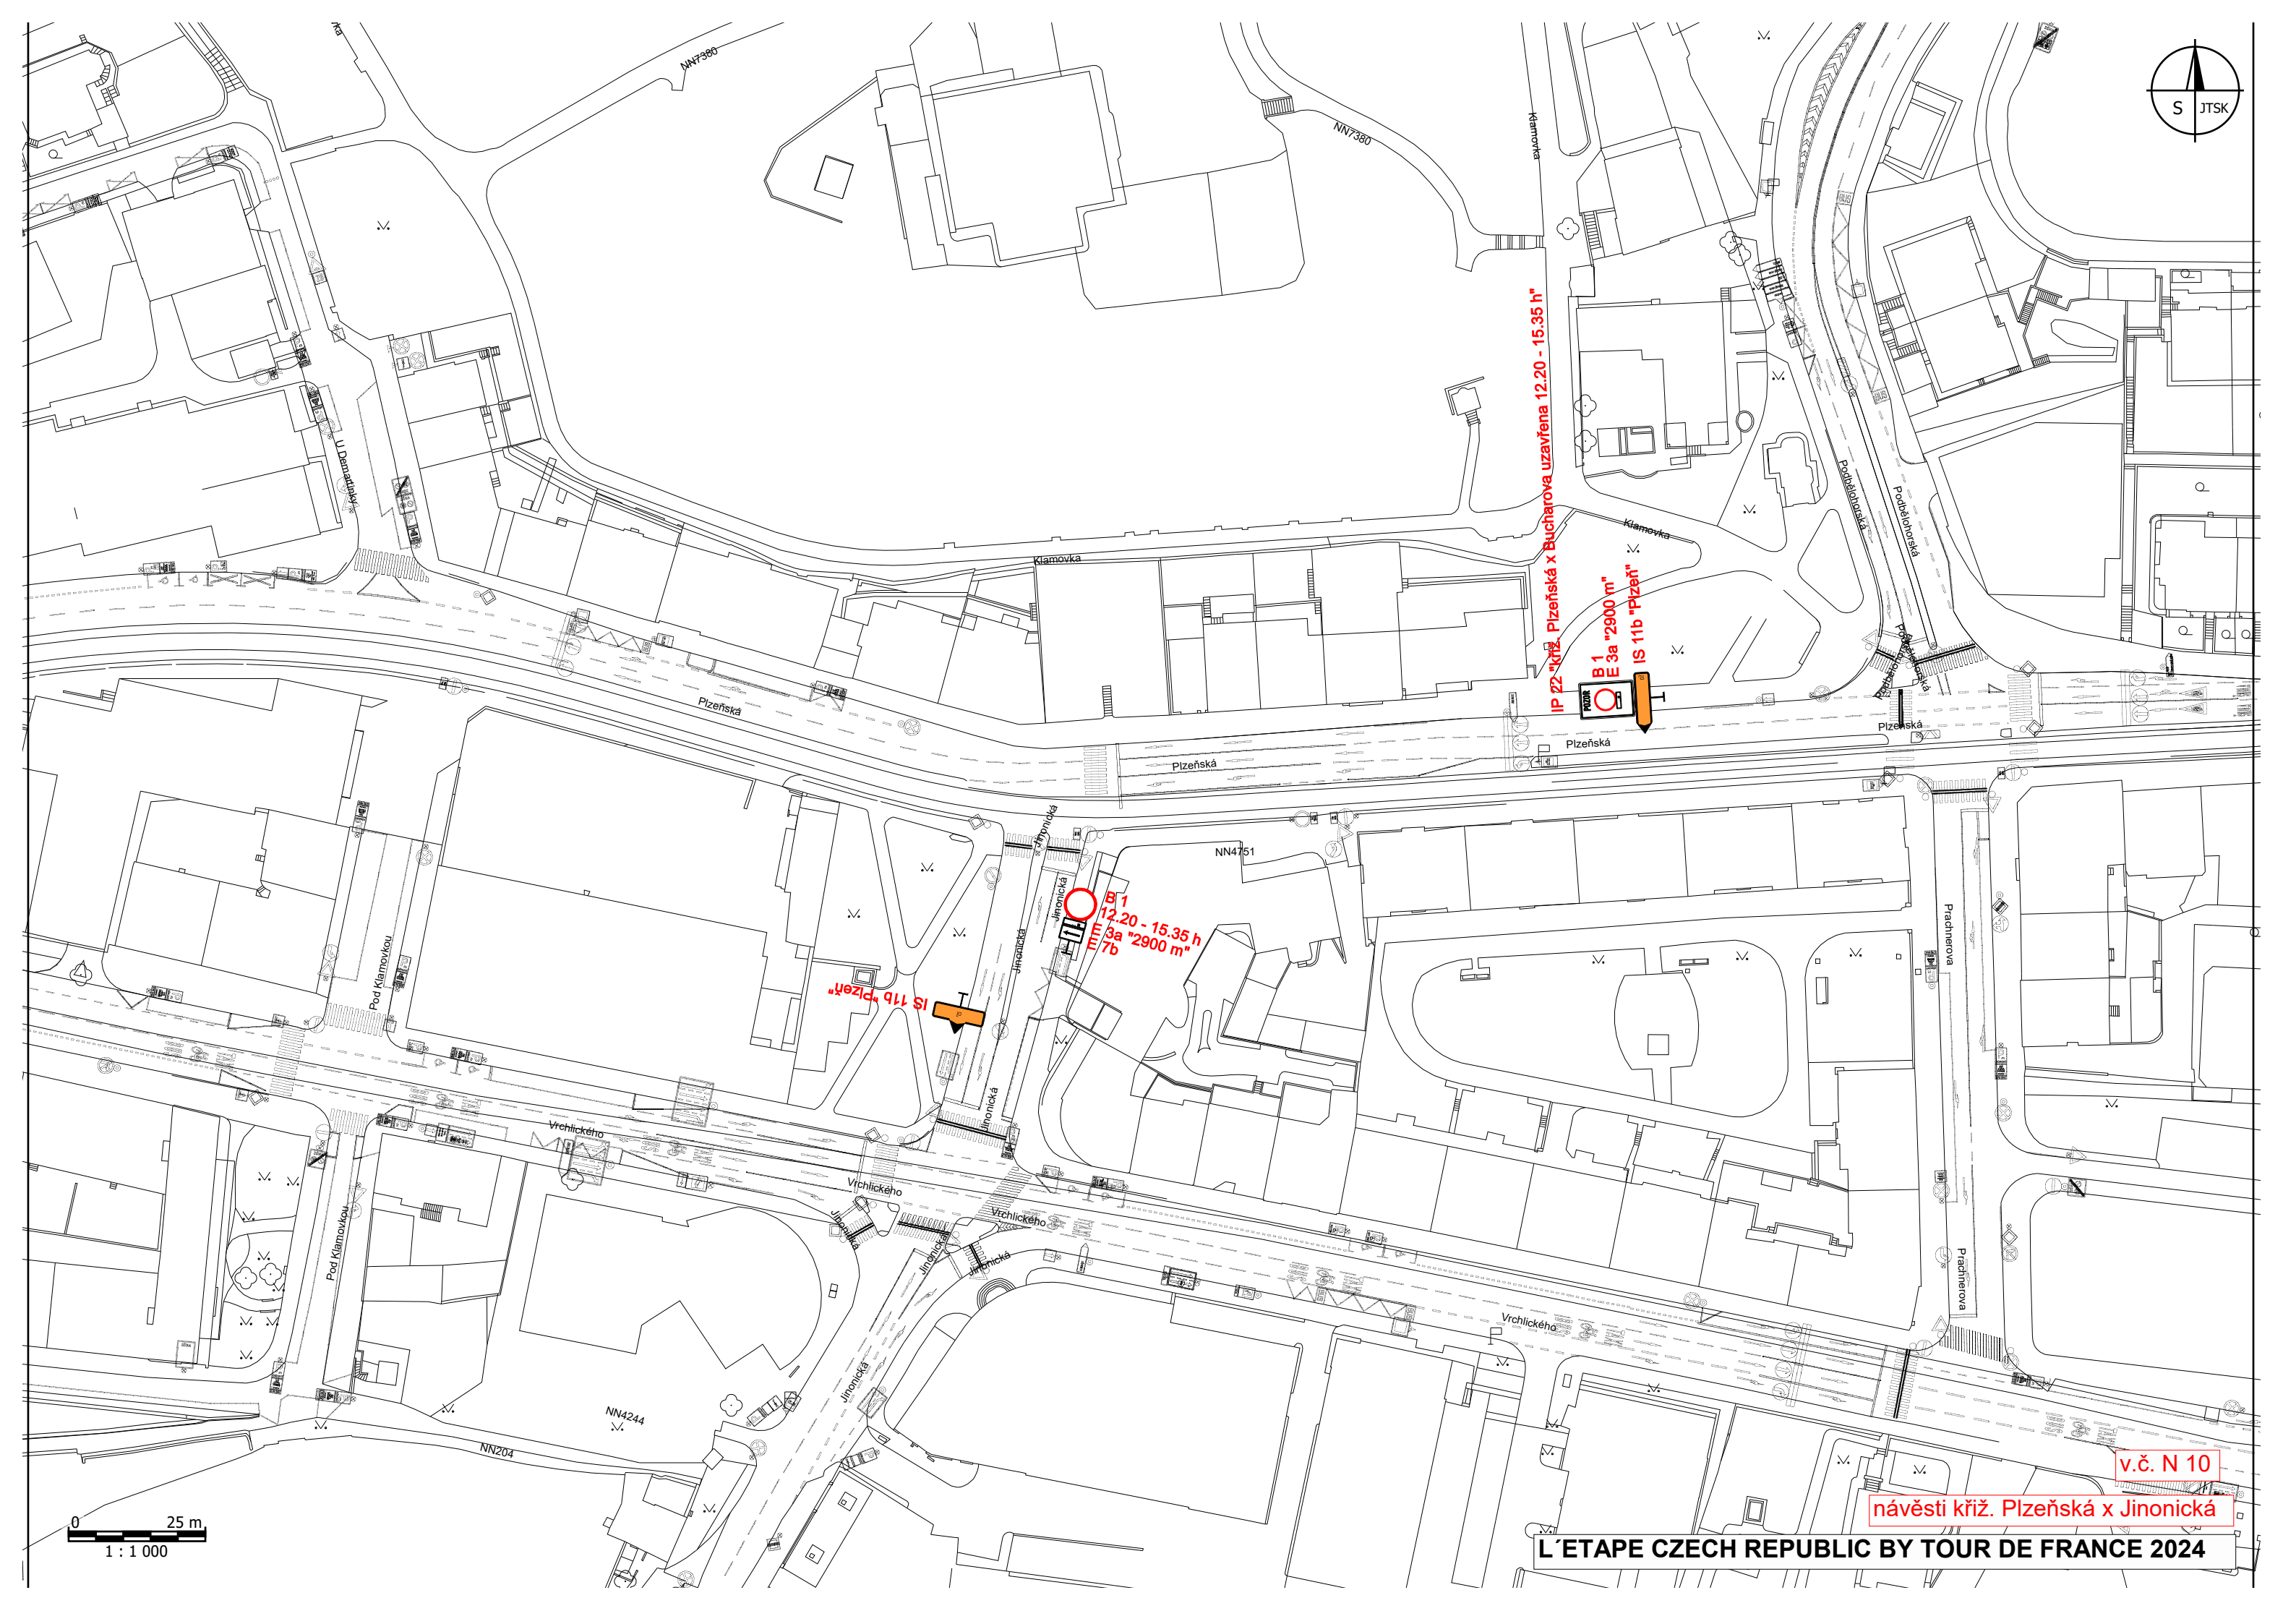 NN7380
NN7380
Klamovka
S JTSK
BUS
U Demartinky
Podbělohorská
Podbělohorská
BUS
IP 22 "křiž. Plzeňská x Bucharova uzavřena 12.20 - 15.35 h"
B 1
E 3a "2900 m"
IS 11b "Plzeň"
POZOR
Klamovka
Klamovka
Podbělohorská
Plzeňská
Plzeňská
Plzeňská
Plzeňská
Jinonická
NN4751
Jinonická
B 1
12.20 - 15.35 h
E 3a "2900 m"
E 7b
Jinonická
IS 11b "Plzeň"
Pod Klamovkou
Prachnerova
Jinonická
Vrchlického
Vrchlického
Vrchlického
Jinonická
Jinonická
Jinonická
Pod Klamovkou
Prachnerova
Vrchlického
Jinonická
NN4244
NN204
v.č. N 10
návěsti křiž. Plzeňská x Jinonická
L´ETAPE CZECH REPUBLIC BY TOUR DE FRANCE 2024
0 25 m
1 : 1 000